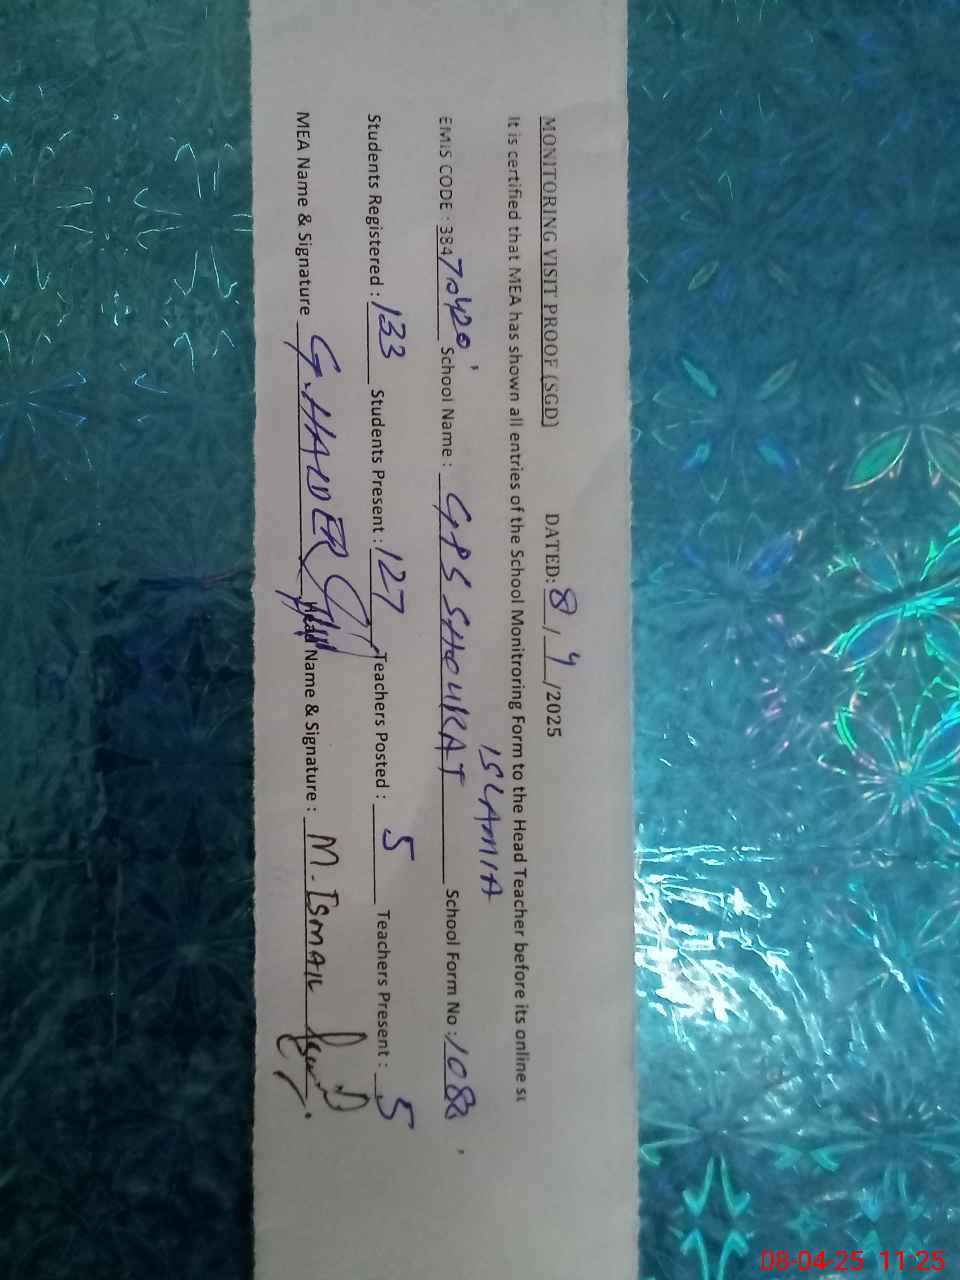 MONITORING VISIT PROOF (SGD) DATED: 8 / 4 /2025
It is certified that MEA has shown all entries of the School Monitroring Form to the Head Teacher before its online su
ISLAMIA
EMIS CODE : 38472420 School Name : GPS SHOUKAT School Form No : 1088
Students Registered : 133 Students Present : 127 Teachers Posted : 5 Teachers Present : 5
MEA Name & Signature G. HAIDER Head Name & Signature : M. ISMAIL
08-04-25 11:25